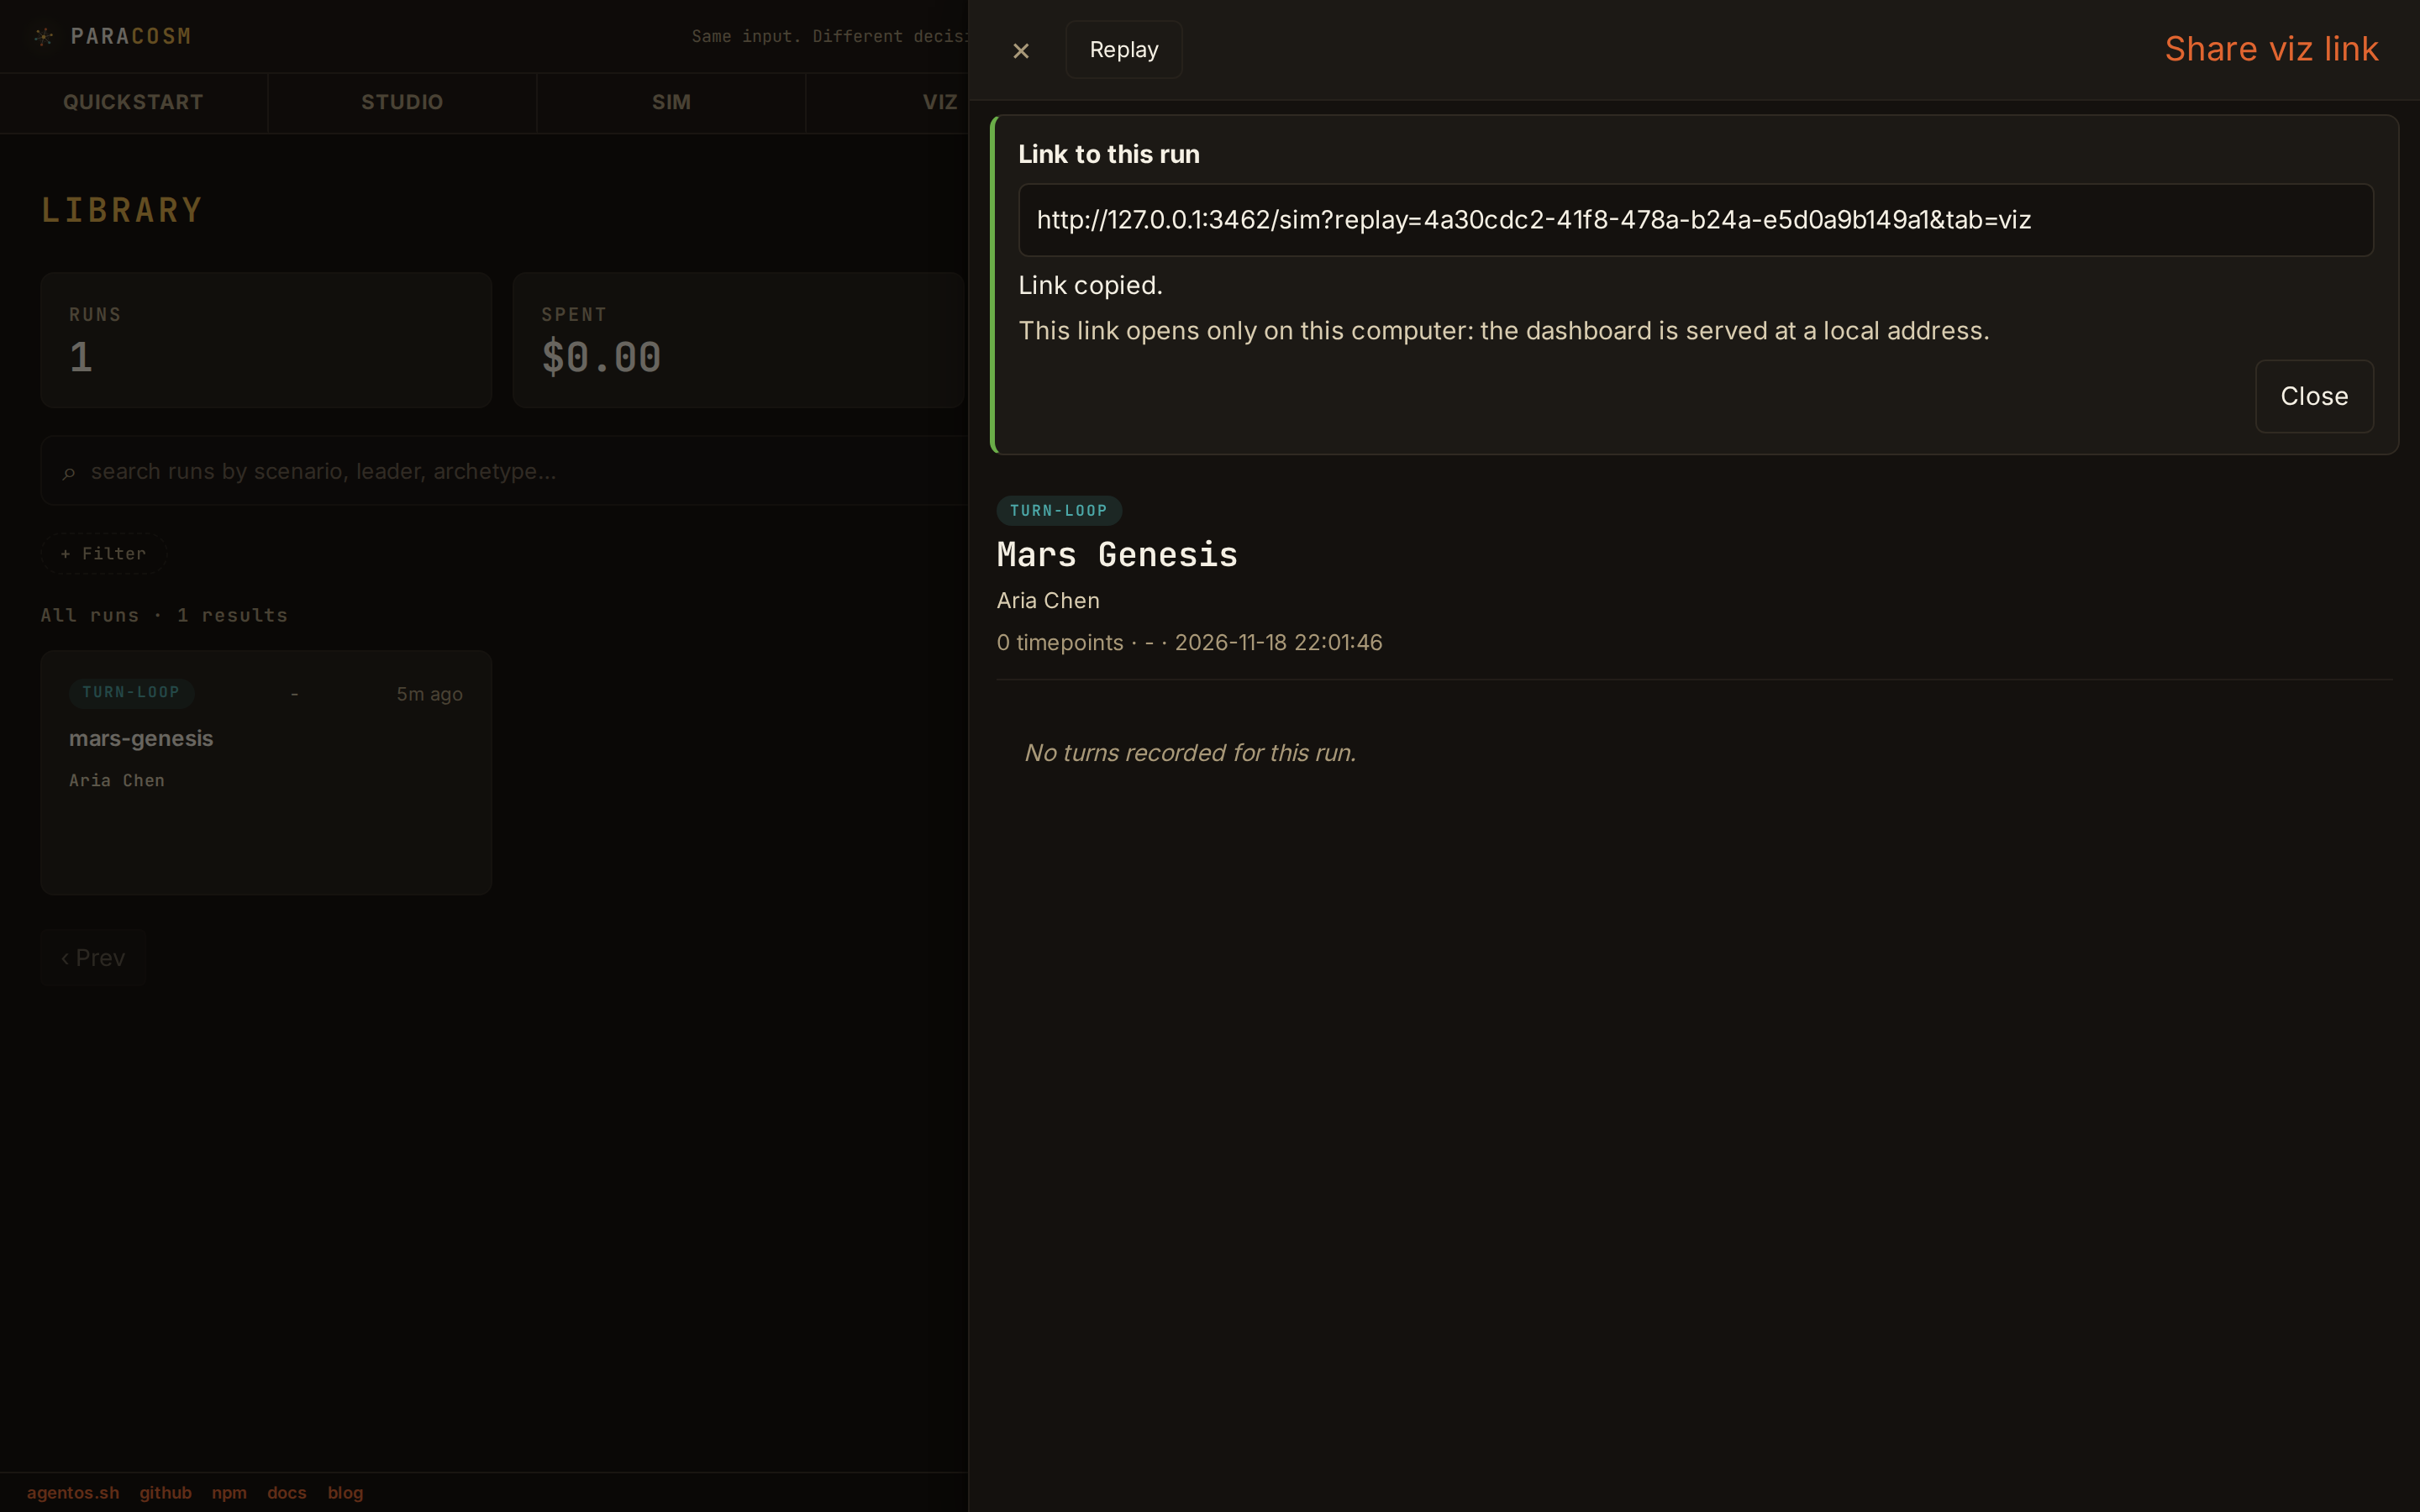 PARACOSM
Same input. Different decisi
QUICKSTART
STUDIO
SIM
VIZ
LIBRARY
RUNS
1
SPENT
$0.00
search runs by scenario, leader, archetype...
+ Filter
All runs · 1 results
TURN-LOOP
-
5m ago
mars-genesis
Aria Chen
‹ Prev
agentos.sh github npm docs blog
× Replay
Share viz link
Link to this run
http://127.0.0.1:3462/sim?replay=4a30cdc2-41f8-478a-b24a-e5d0a9b149a1&tab=viz
Link copied.
This link opens only on this computer: the dashboard is served at a local address.
Close
TURN-LOOP
Mars Genesis
Aria Chen
0 timepoints · - · 2026-11-18 22:01:46
No turns recorded for this run.